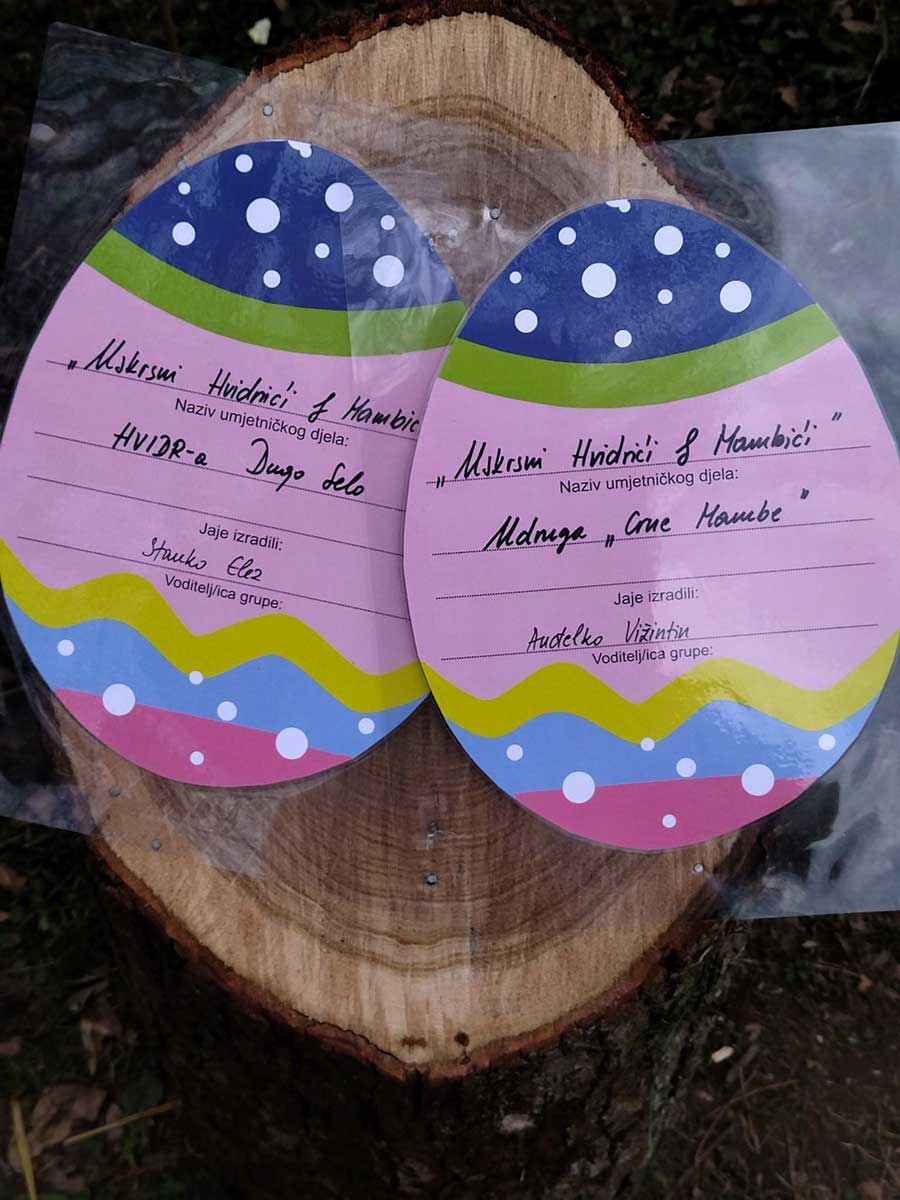 „Uskrsni Hvidrići & Mambić
Naziv umjetničkog djela:
HVIDR-a Dugo Selo
Jaje izradili:
Stanko Elez
Voditelj/ica grupe:
„Uskrsni Hvidrići & Mambići"
Naziv umjetničkog djela:
Udruga „Crne Mambe"
Jaje izradili:
Anđelko Vižintin
Voditelj/ica grupe: